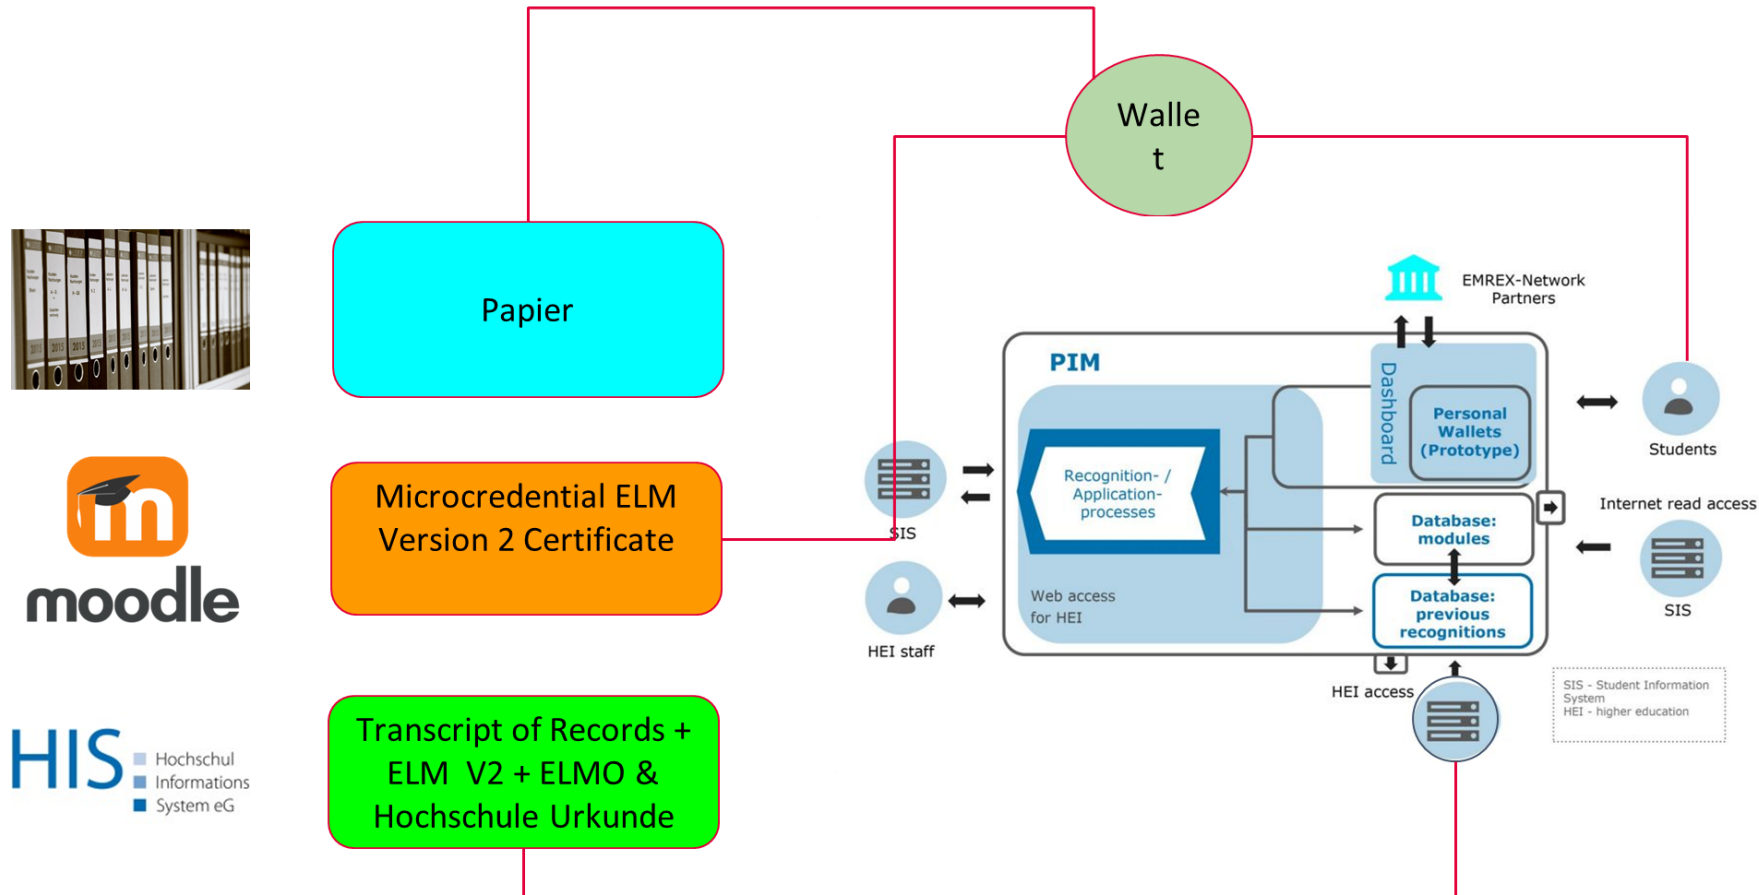 Walle
t
Papier
2015
2015
2015
moodle
Microcredential ELM
Version 2 Certificate
HIS
Hochschul
Informations
System eG
Transcript of Records +
ELM V2 + ELMO &
Hochschule Urkunde
EMREX-Network
Partners
PIM
Dashboard
Personal
Wallets
(Prototype)
Students
Recognition- /
Application-
processes
SIS
Internet read access
Database:
modules
SIS
Web access
for HEI
Database:
previous
recognitions
HEI staff
HEI access
SIS - Student Information
System
HEI - higher education